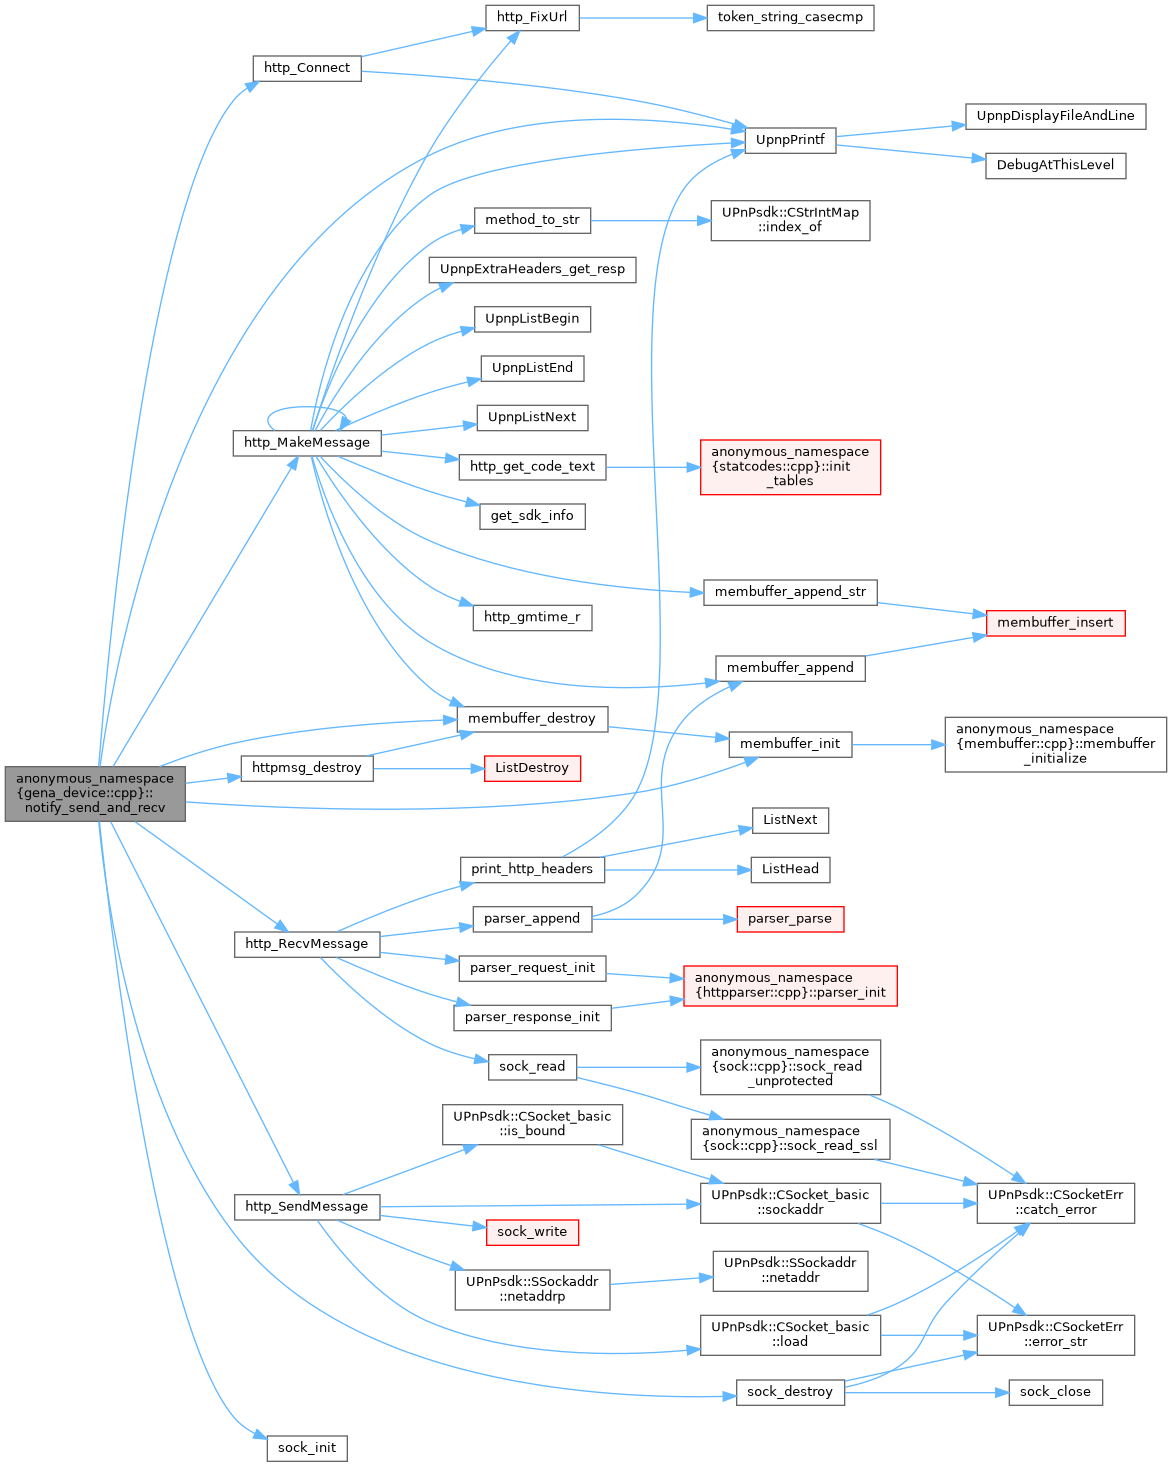 http_FixUrl
token_string_casecmp
http_Connect
UpnpDisplayFileAndLine
UpnpPrintf
DebugAtThisLevel
method_to_str
UPnPsdk::CStrIntMap
::index_of
UpnpExtraHeaders_get_resp
UpnpListBegin
UpnpListEnd
UpnpListNext
http_MakeMessage
http_get_code_text
anonymous_namespace
{statcodes::cpp}::init
_tables
get_sdk_info
membuffer_append_str
http_gmtime_r
membuffer_insert
membuffer_append
membuffer_destroy
membuffer_init
anonymous_namespace
{membuffer::cpp}::membuffer
_initialize
httpmsg_destroy
ListDestroy
anonymous_namespace
{gena_device::cpp}::
notify_send_and_recv
ListNext
print_http_headers
ListHead
parser_append
parser_parse
http_RecvMessage
parser_request_init
anonymous_namespace
{httpparser::cpp}::parser_init
parser_response_init
sock_read
anonymous_namespace
{sock::cpp}::sock_read
_unprotected
UPnPsdk::CSocket_basic
::is_bound
anonymous_namespace
{sock::cpp}::sock_read_ssl
http_SendMessage
UPnPsdk::CSocket_basic
::sockaddr
UPnPsdk::CSocketErr
::catch_error
sock_write
UPnPsdk::SSockaddr
::netaddrp
UPnPsdk::SSockaddr
::netaddr
UPnPsdk::CSocket_basic
::load
UPnPsdk::CSocketErr
::error_str
sock_destroy
sock_close
sock_init